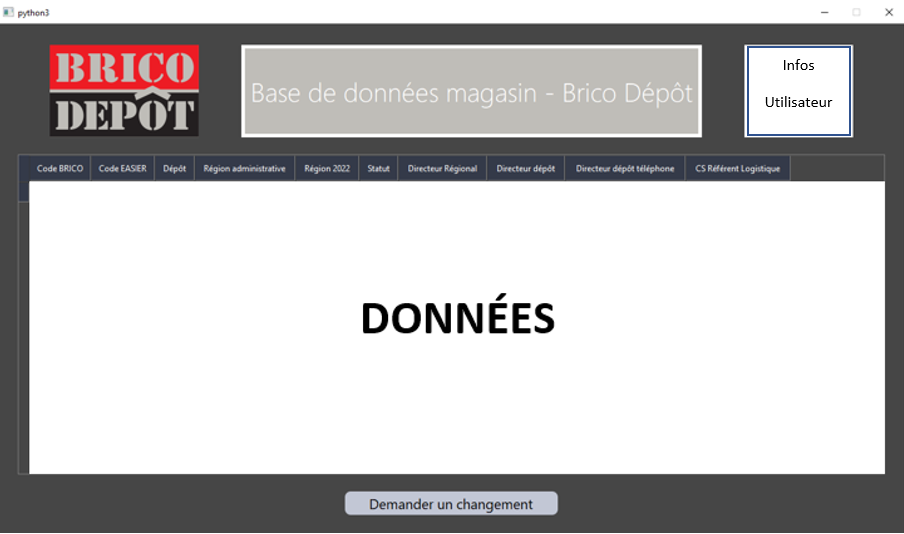 python3
BRICO
DEPÔT
Base de données magasin - Brico Dépôt
Infos
Utilisateur
Code BRICO Code EASIER Dépôt Région administrative Région 2022 Statut Directeur Régional Directeur dépôt Directeur dépôt téléphone CS Référent Logistique
DONNÉES
Demander un changement